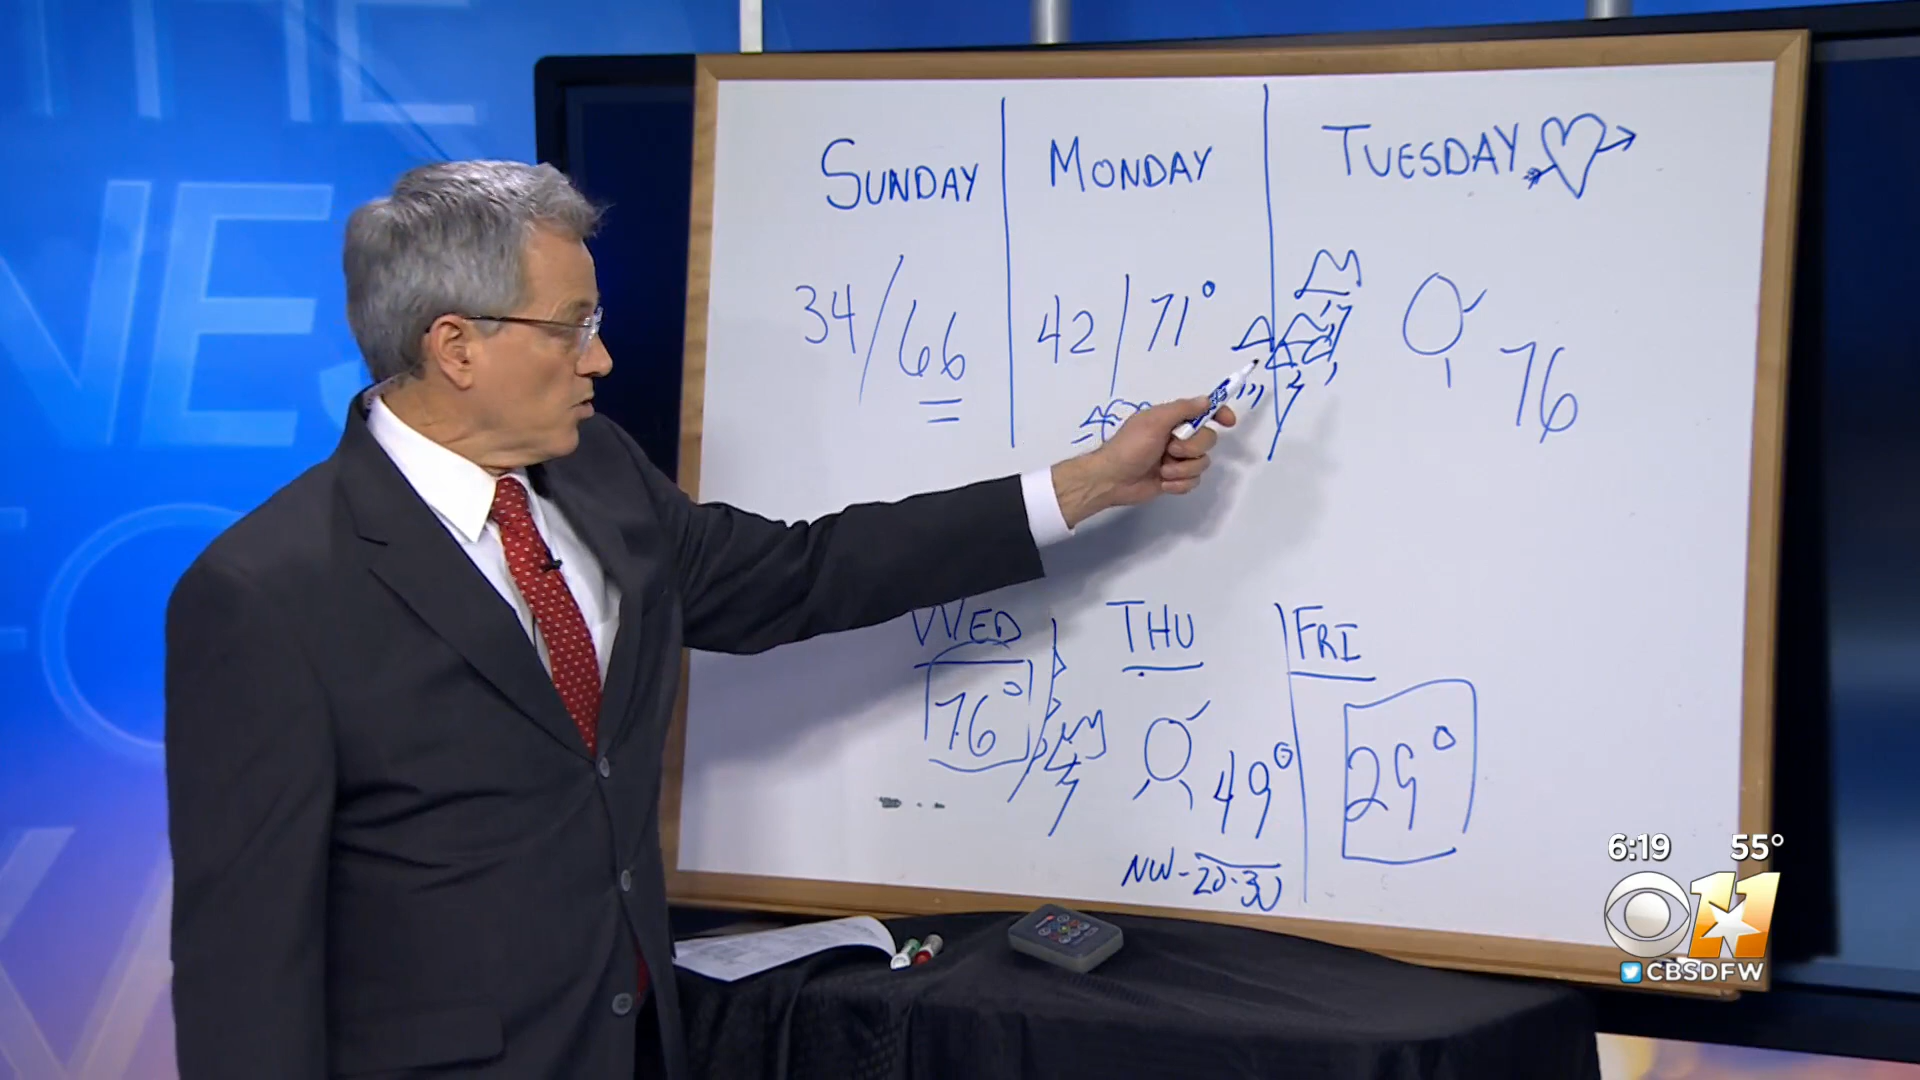 SUNDAY
MONDAY
TUESDAY
34/66
42/71°
76
WED
THU
FRI
76°
49°
29°
NW-20-30
6:19 55°
11
CBSDFW